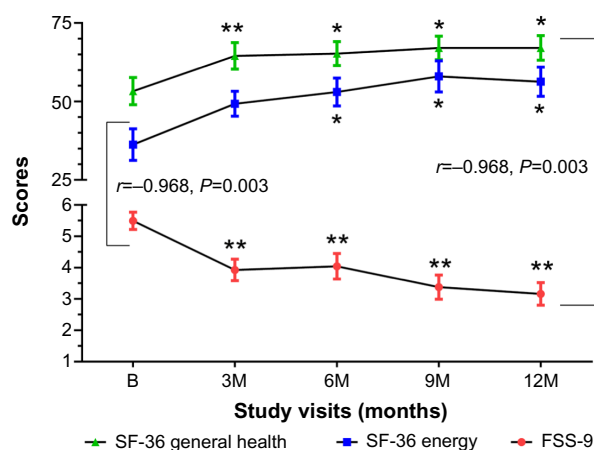 75
**
*
*
*
50
*
*
*
r=–0.968, P=0.003
r=–0.968, P=0.003
25
Scores
6
5
**
**
**
**
4
3
2
1
B
3M
6M
9M
12M
Study visits (months)
SF-36 general health
SF-36 energy
FSS-9